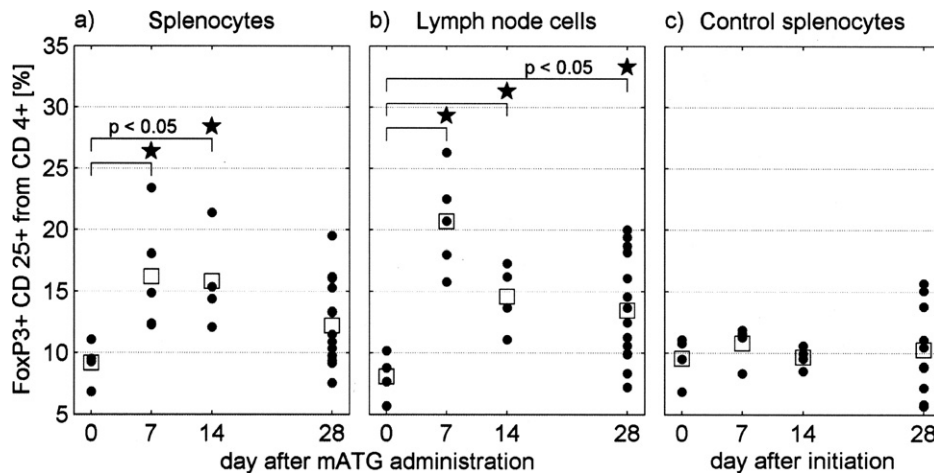 a) Splenocytes
b) Lymph node cells
c) Control splenocytes
FoxP3+ CD 25+ from CD 4+ [%]
35
30
25
20
15
10
5
p < 0.05
p < 0.05
0 7 14 28
0 7 14 28
0 7 14 28
day after mATG administration
day after initiation